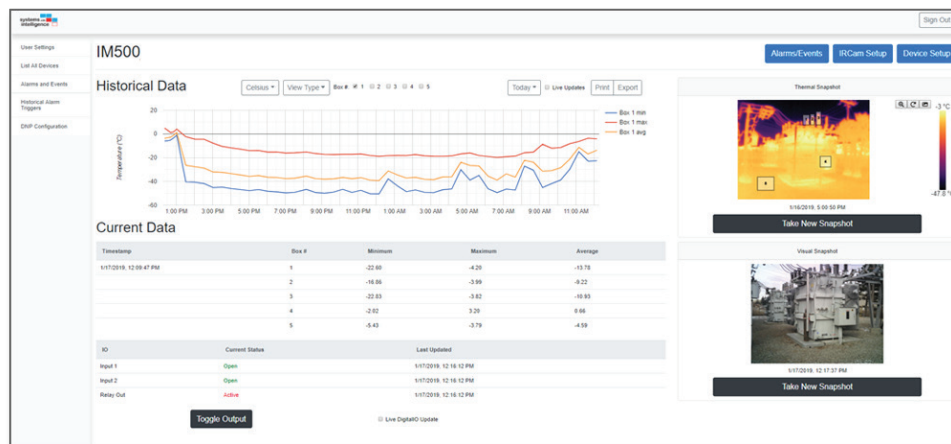 systems with intelligence
Sign Out
User Settings
List All Devices
Alarms and Events
Historical Alarm Triggers
DNP Configuration
IM500
Alarms/Events
IRCam Setup
Device Setup
Historical Data
Celsius
View Type
Box #:
1
2
3
4
5
Today
Live Updates
Print
Export
Temperature (°C)
20
0
-20
-40
-60
1:00 PM 3:00 PM 5:00 PM 7:00 PM 9:00 PM 11:00 PM 1:00 AM 3:00 AM 5:00 AM 7:00 AM 9:00 AM 11:00 AM
Box 1 min
Box 1 max
Box 1 avg
Thermal Snapshot
-3 °C
-47.8 °C
1/16/2019, 5:00:50 PM
Take New Snapshot
Current Data
Timestamp Box # Minimum Maximum Average
1/17/2019, 12:09:47 PM 1 -22.60 -4.20 -13.78
2 -16.06 -3.99 -9.22
3 -22.03 -3.82 -10.93
4 -2.02 3.20 0.66
5 -5.43 -3.79 -4.59
IO Current Status Last Updated
Input 1 Open 1/17/2019, 12:16:12 PM
Input 2 Open 1/17/2019, 12:16:12 PM
Relay Out Active 1/17/2019, 12:16:12 PM
Toggle Output
Live DigitalIO Update
Visual Snapshot
1/17/2019, 12:17:37 PM
Take New Snapshot